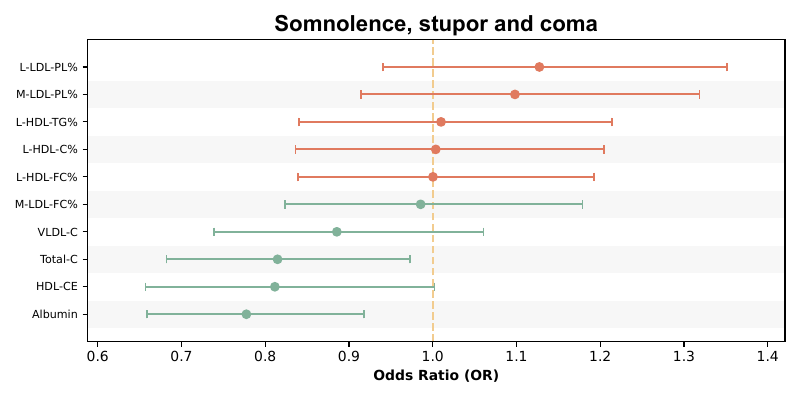 Somnolence, stupor and coma
L-LDL-PL%
M-LDL-PL%
L-HDL-TG%
L-HDL-C%
L-HDL-FC%
M-LDL-FC%
VLDL-C
Total-C
HDL-CE
Albumin
0.6 0.7 0.8 0.9 1.0 1.1 1.2 1.3 1.4
Odds Ratio (OR)